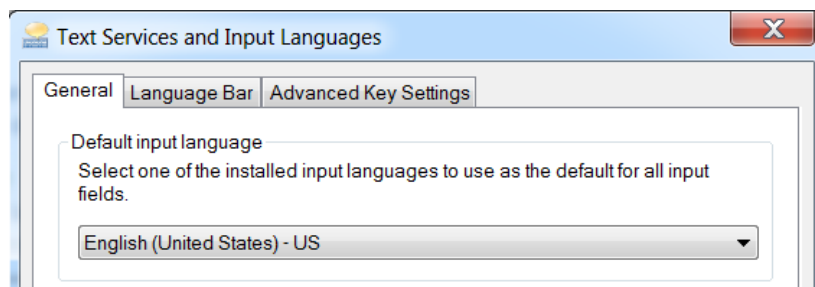 Text Services and Input Languages
General Language Bar Advanced Key Settings
Default input language
Select one of the installed input languages to use as the default for all input
fields.
English (United States) - US